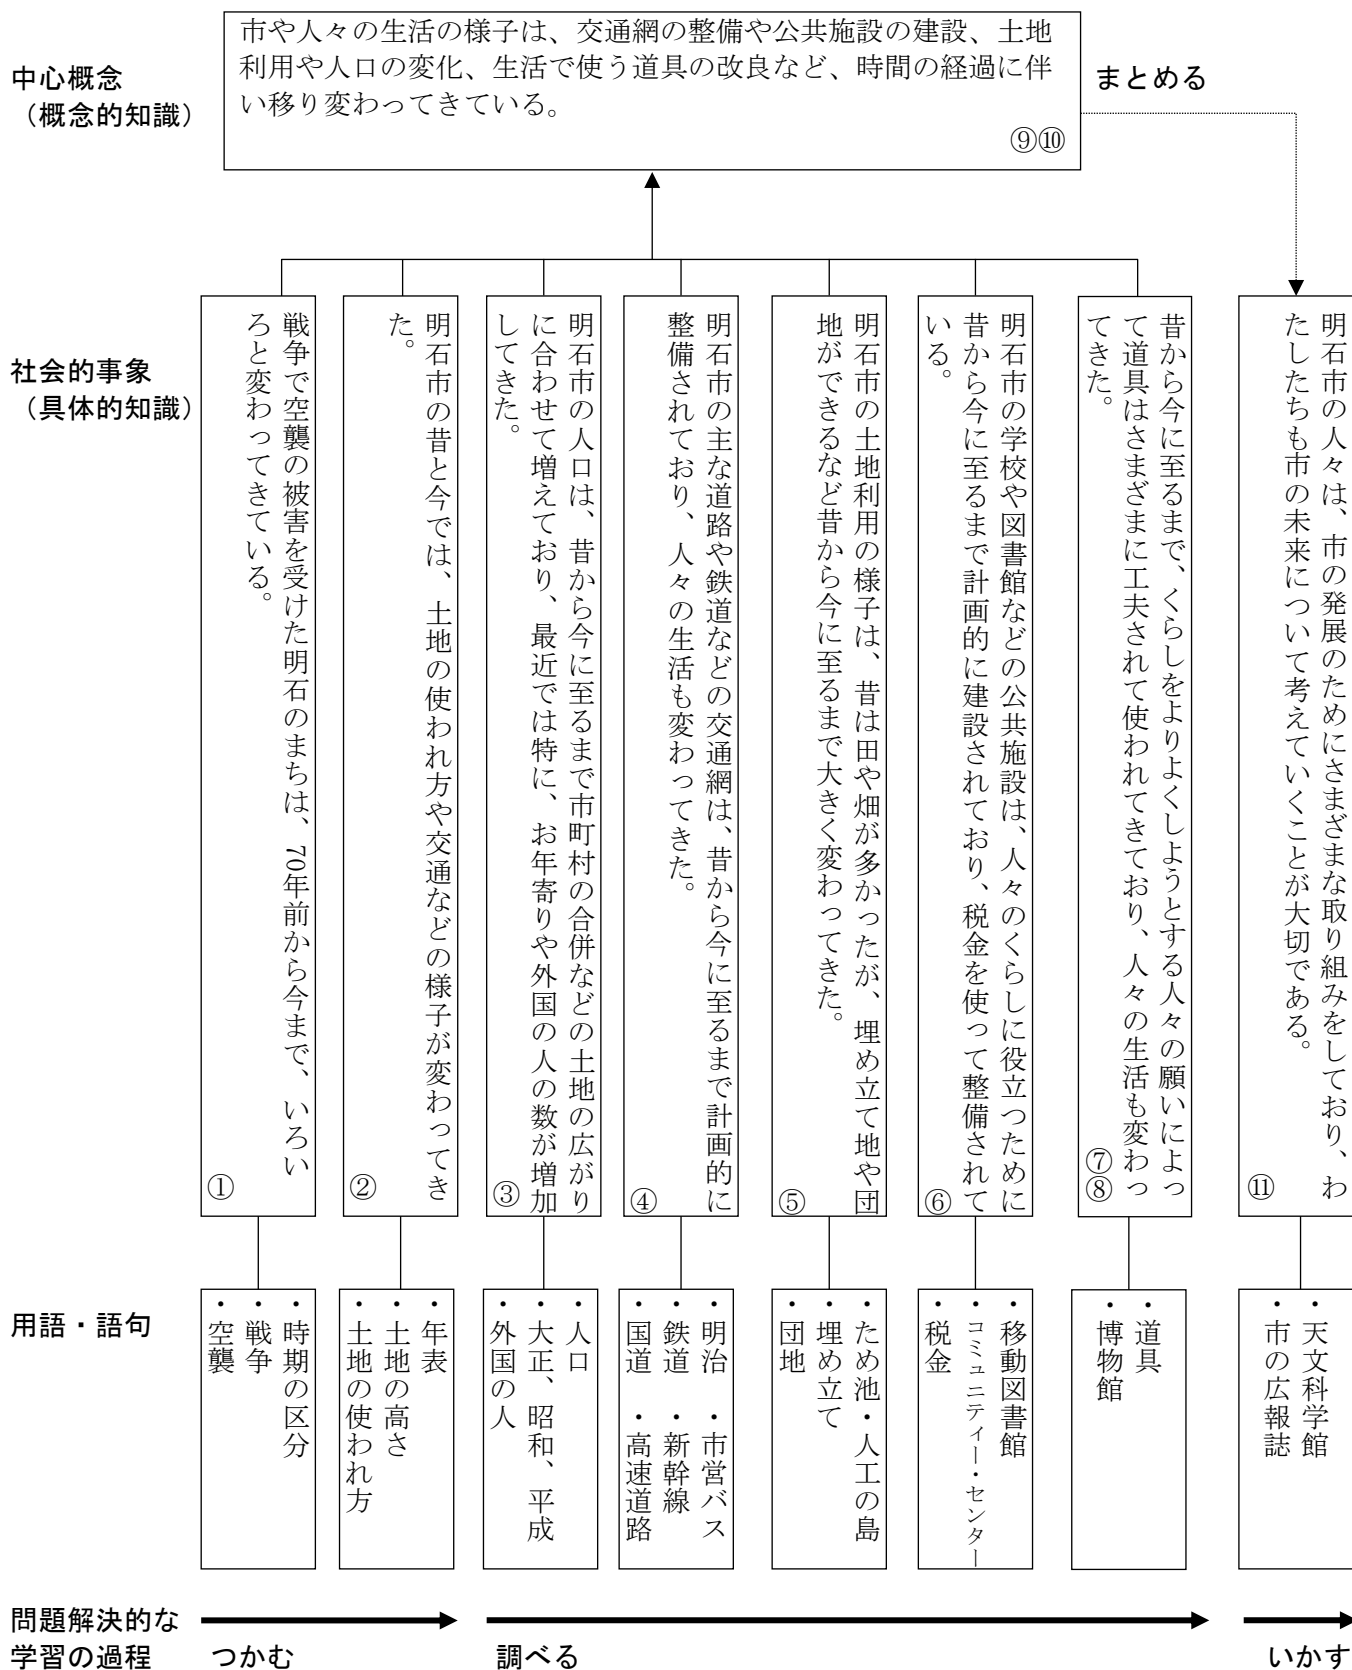 中心概念
（概念的知識）
市や人々の生活の様子は、交通網の整備や公共施設の建設、土地
利用や人口の変化、生活で使う道具の改良など、時間の経過に伴
い移り変わってきている。
⑨⑩
まとめる
社会的事象
（具体的知識）
戦争で空襲の被害を受けた明石のまちは、70年前から今まで、いろい
ろと変わってきている。
①
明石市の昔と今では、土地の使われ方や交通などの様子が変わってき
た。
②
明石市の人口は、昔から今に至るまで市町村の合併などの土地の広がり
に合わせて増えており、最近では特に、お年寄りや外国の人の数が増加
してきた。
③
明石市の主な道路や鉄道などの交通網は、昔から今に至るまで計画的に
整備されており、人々の生活も変わってきた。
④
明石市の土地利用の様子は、昔は田や畑が多かったが、埋め立て地や団
地ができるなど昔から今に至るまで大きく変わってきた。
⑤
明石市の学校や図書館などの公共施設は、人々のくらしに役立つために
昔から今に至るまで計画的に建設されており、税金を使って整備されて
いる。
⑥
昔から今に至るまで、くらしをよりよくしようとする人々の願いによっ
て道具はさまざまに工夫されて使われてきており、人々の生活も変わっ
てきた。
⑦⑧
明石市の人々は、市の発展のためにさまざまな取り組みをしており、わ
たしたちも市の未来について考えていくことが大切である。
⑪
用語・語句
・時期の区分
・戦争
・空襲
・年表
・土地の高さ
・土地の使われ方
・人口
・大正、昭和、平成
・外国の人
・明治　・市営バス
・鉄道　・新幹線
・国道　・高速道路
・ため池・人工の島
・埋め立て
・団地
・移動図書館
・コミュニティー・センター
・税金
・道具
・博物館
・天文科学館
・市の広報誌
問題解決的な
学習の過程
つかむ
調べる
いかす